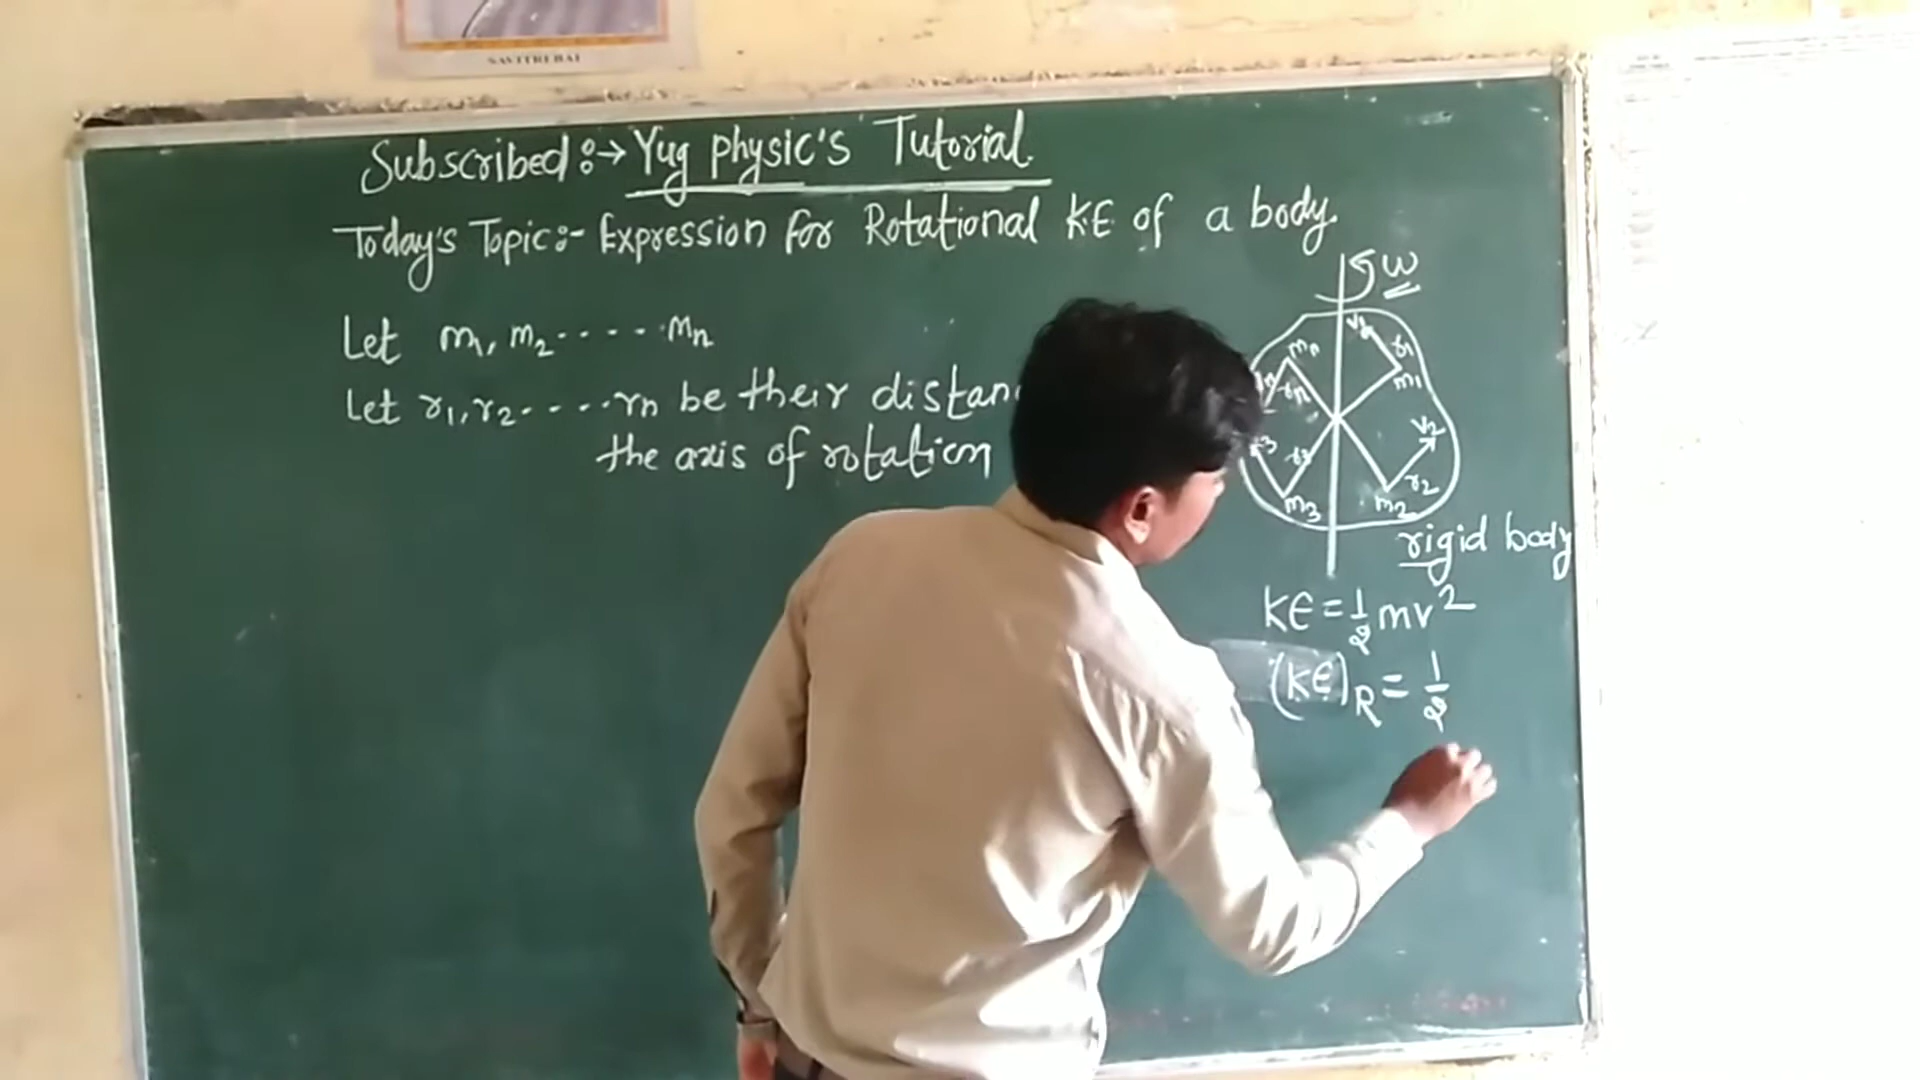 SAVITRIBAI
Subscribed :→ Yug physic's Tutorial.
Today's Topic :- Expression for Rotational KE of a body.
Let m1, m2 ..... mn
Let r1, r2 ..... rn be their distan
the axis of rotation
ω
v1
r1
m1
mn
rn
v2
r2
m2
r3
m3
rigid body
KE = 1/2 mv²
(KE)R = 1/2